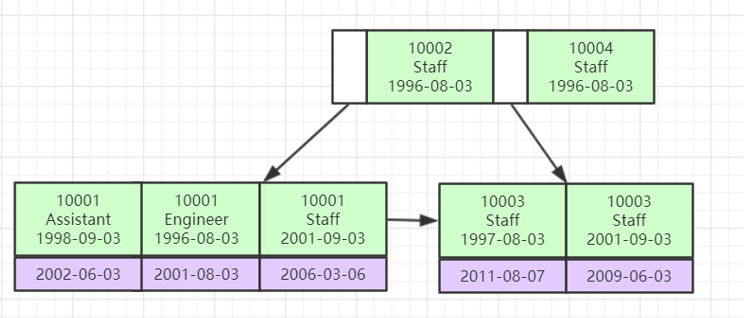 10002
Staff
1996-08-03
10004
Staff
1996-08-03
10001
Assistant
1998-09-03
2002-06-03
10001
Engineer
1996-08-03
2001-08-03
10001
Staff
2001-09-03
2006-03-06
10003
Staff
1997-08-03
2011-08-07
10003
Staff
2001-09-03
2009-06-03